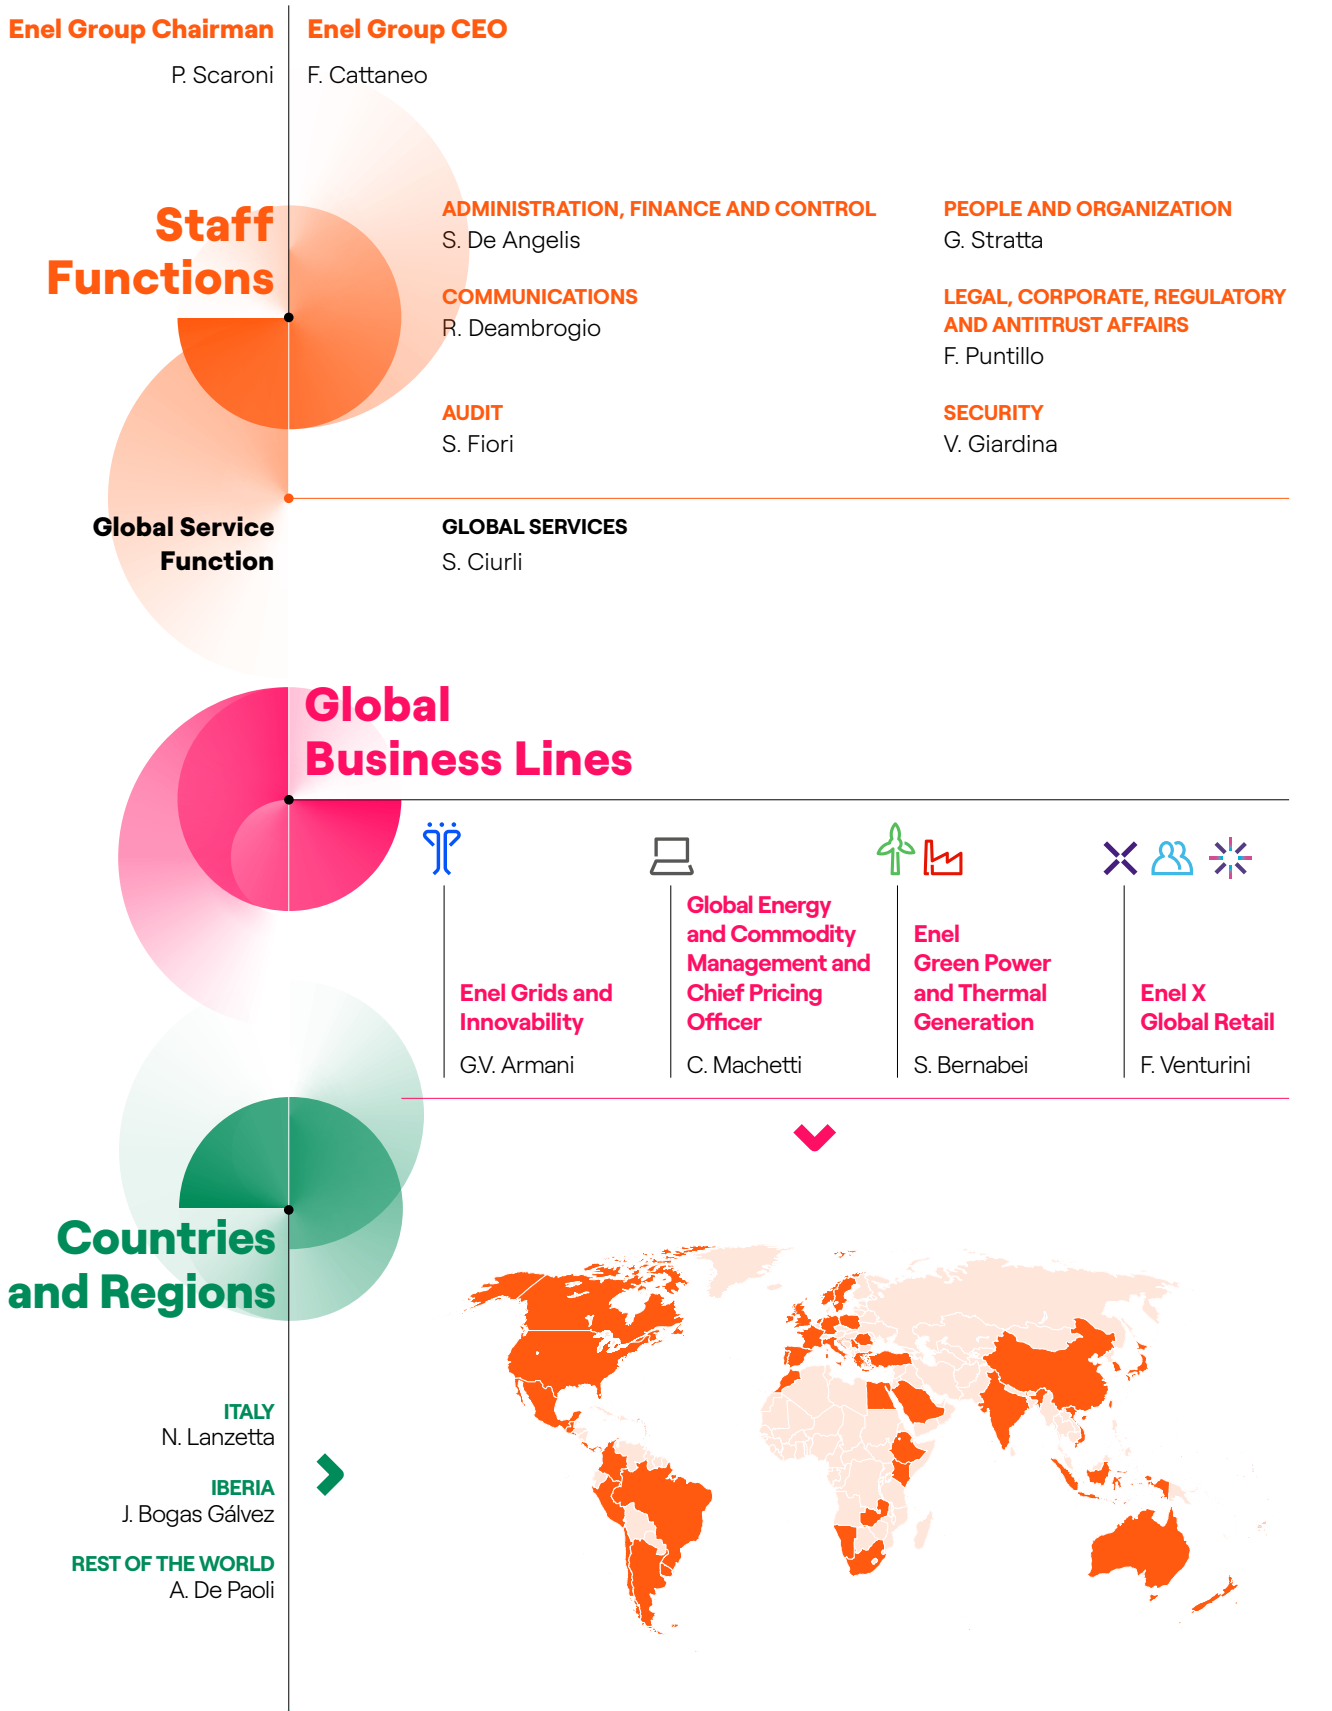 Enel Group Chairman
P. Scaroni
Enel Group CEO
F. Cattaneo
Staff
Functions
ADMINISTRATION, FINANCE AND CONTROL
S. De Angelis
PEOPLE AND ORGANIZATION
G. Stratta
COMMUNICATIONS
R. Deambrogio
LEGAL, CORPORATE, REGULATORY
AND ANTITRUST AFFAIRS
F. Puntillo
AUDIT
S. Fiori
SECURITY
V. Giardina
Global Service
Function
GLOBAL SERVICES
S. Ciurli
Global
Business Lines
Enel Grids and
Innovability
G.V. Armani
Global Energy
and Commodity
Management and
Chief Pricing
Officer
C. Machetti
Enel
Green Power
and Thermal
Generation
S. Bernabei
Enel X
Global Retail
F. Venturini
Countries
and Regions
ITALY
N. Lanzetta
IBERIA
J. Bogas Gálvez
REST OF THE WORLD
A. De Paoli